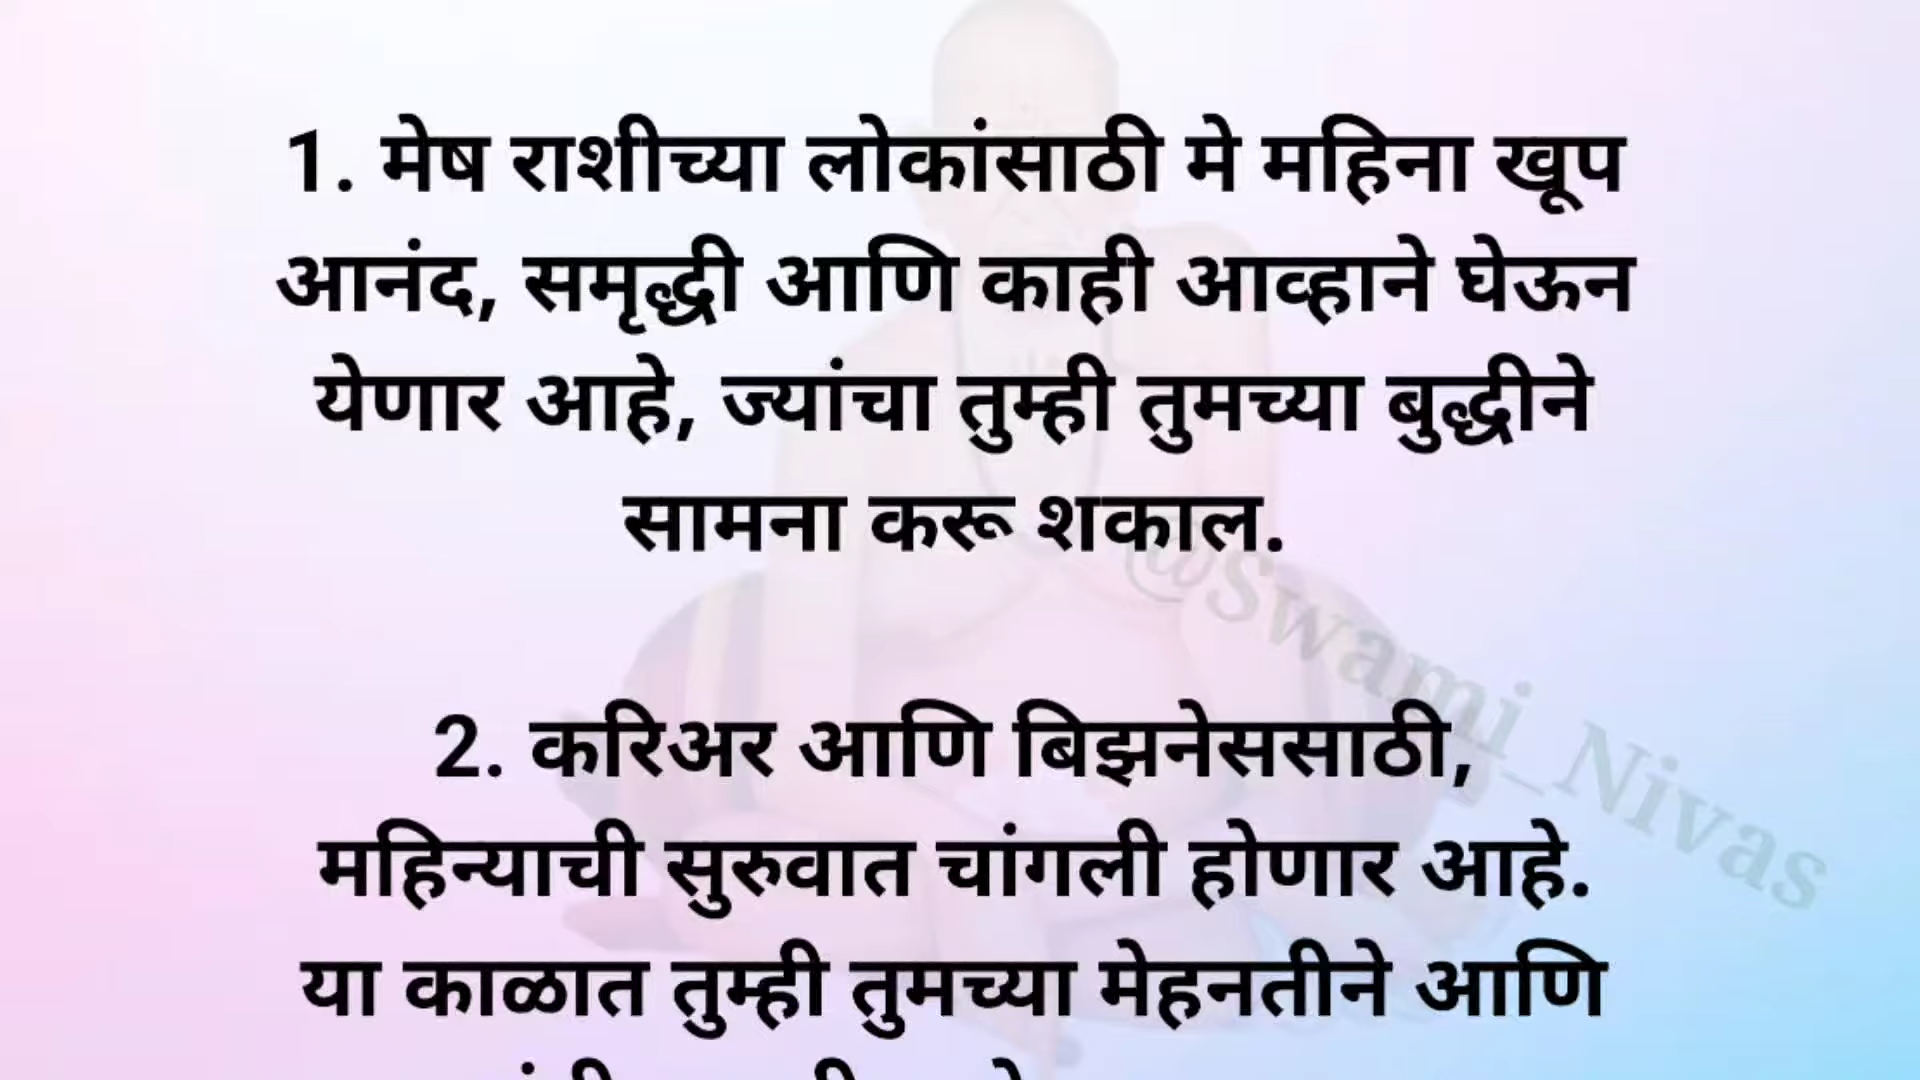 1. मेष राशीच्या लोकांसाठी मे महिना खूप
आनंद, समृद्धी आणि काही आव्हाने घेऊन
येणार आहे, ज्यांचा तुम्ही तुमच्या बुद्धीने
सामना करू शकाल.
@Swami_Nivas
2. करिअर आणि बिझनेससाठी,
महिन्याची सुरुवात चांगली होणार आहे.
या काळात तुम्ही तुमच्या मेहनतीने आणि